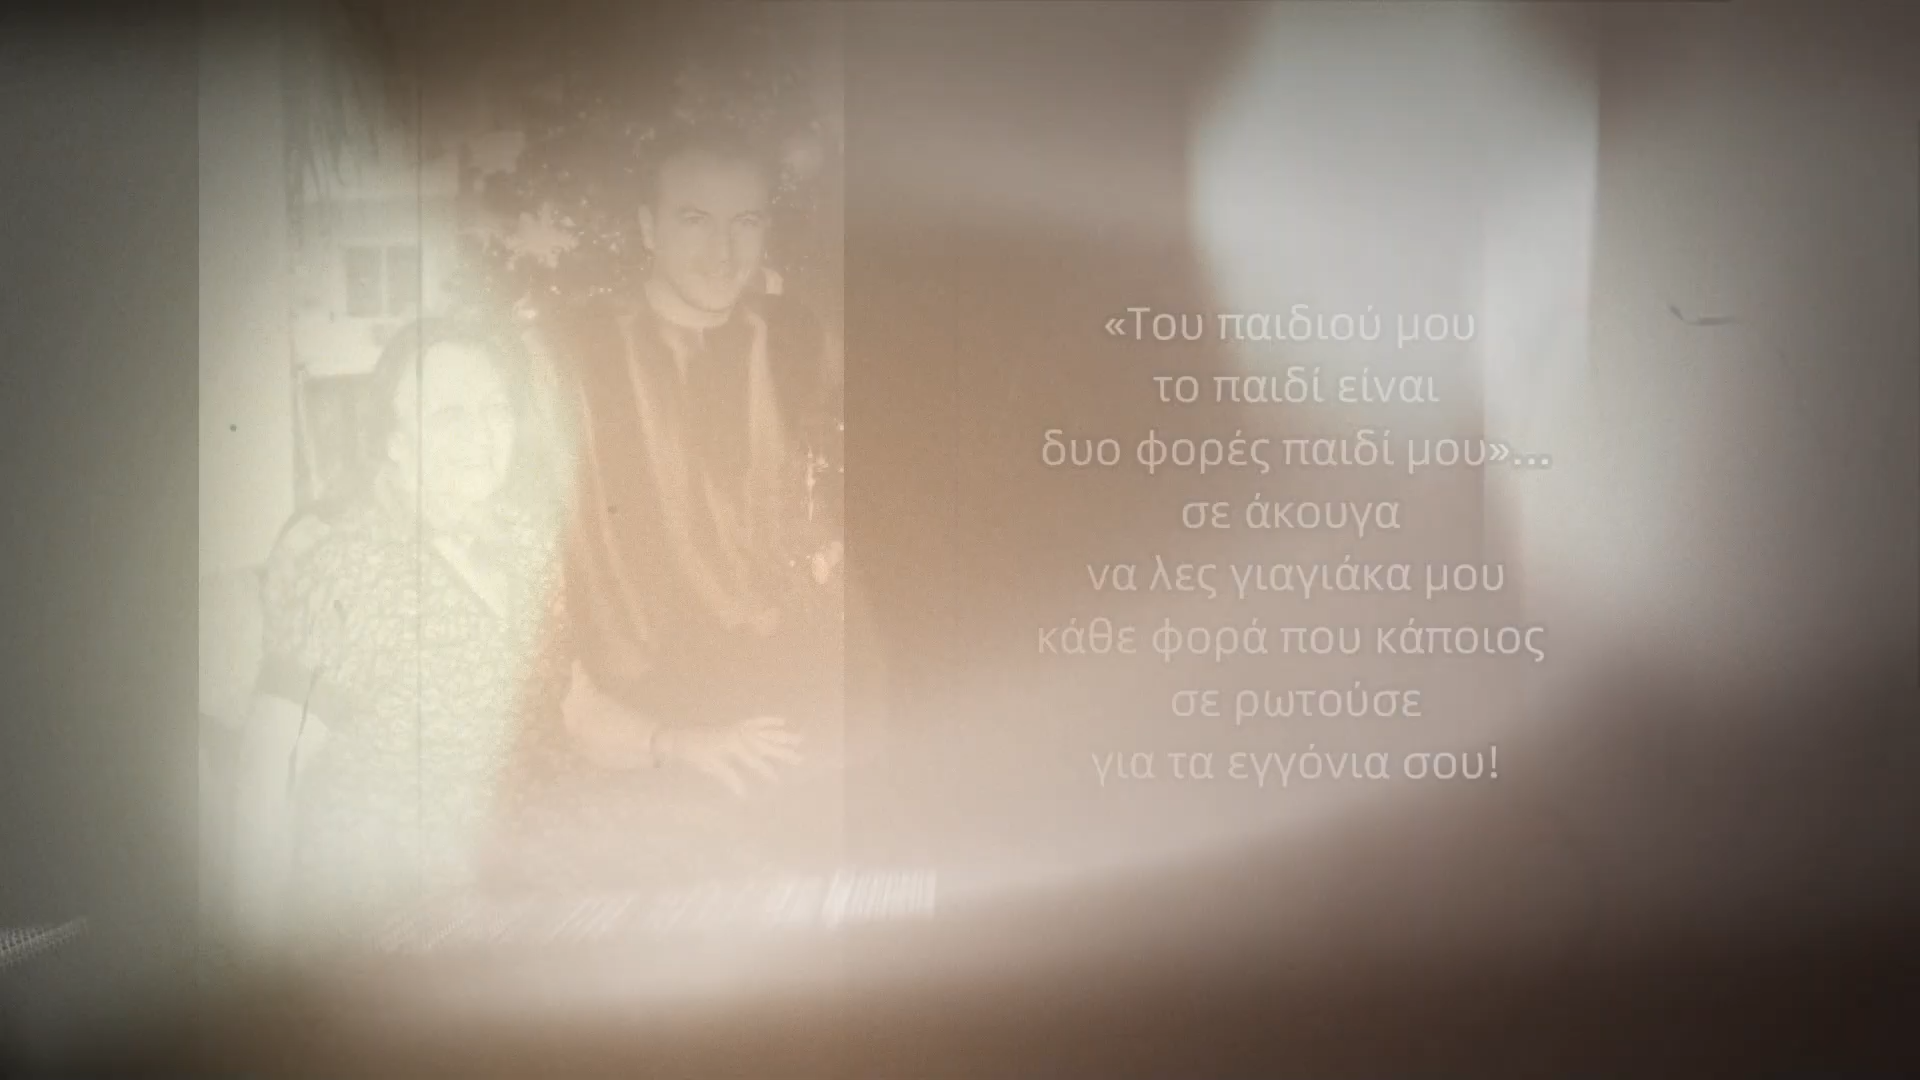 «Του παιδιού μου
το παιδί είναι
δυο φορές παιδί μου»...
σε άκουγα
να λες γιαγιάκα μου
κάθε φορά που κάποιος
σε ρωτούσε
για τα εγγόνια σου!